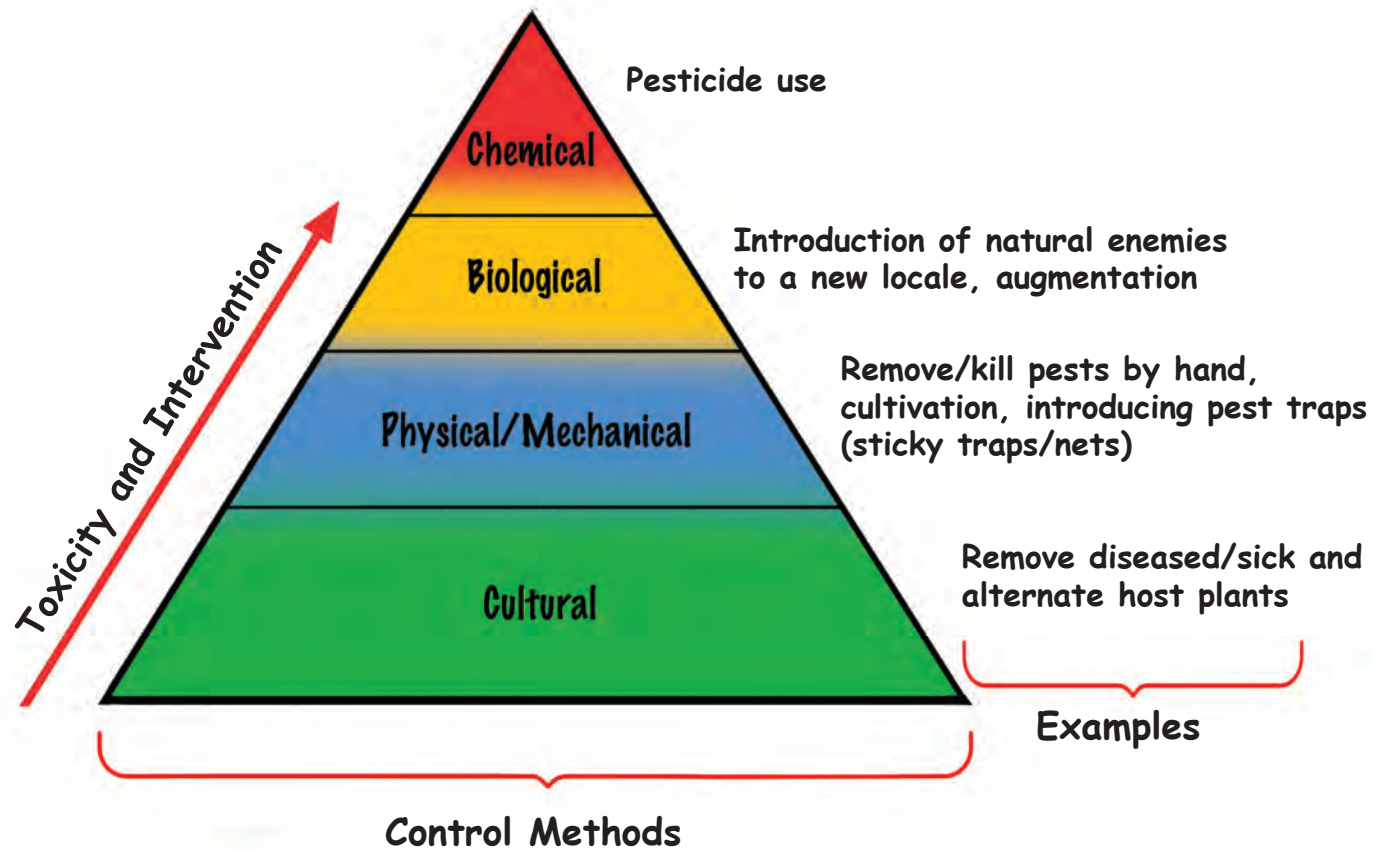 Pesticide use
Chemical
Introduction of natural enemies
to a new locale, augmentation
Biological
Toxicity and Intervention
Remove/kill pests by hand,
cultivation, introducing pest traps
(sticky traps/nets)
Physical/Mechanical
Remove diseased/sick and
alternate host plants
Cultural
Examples
Control Methods